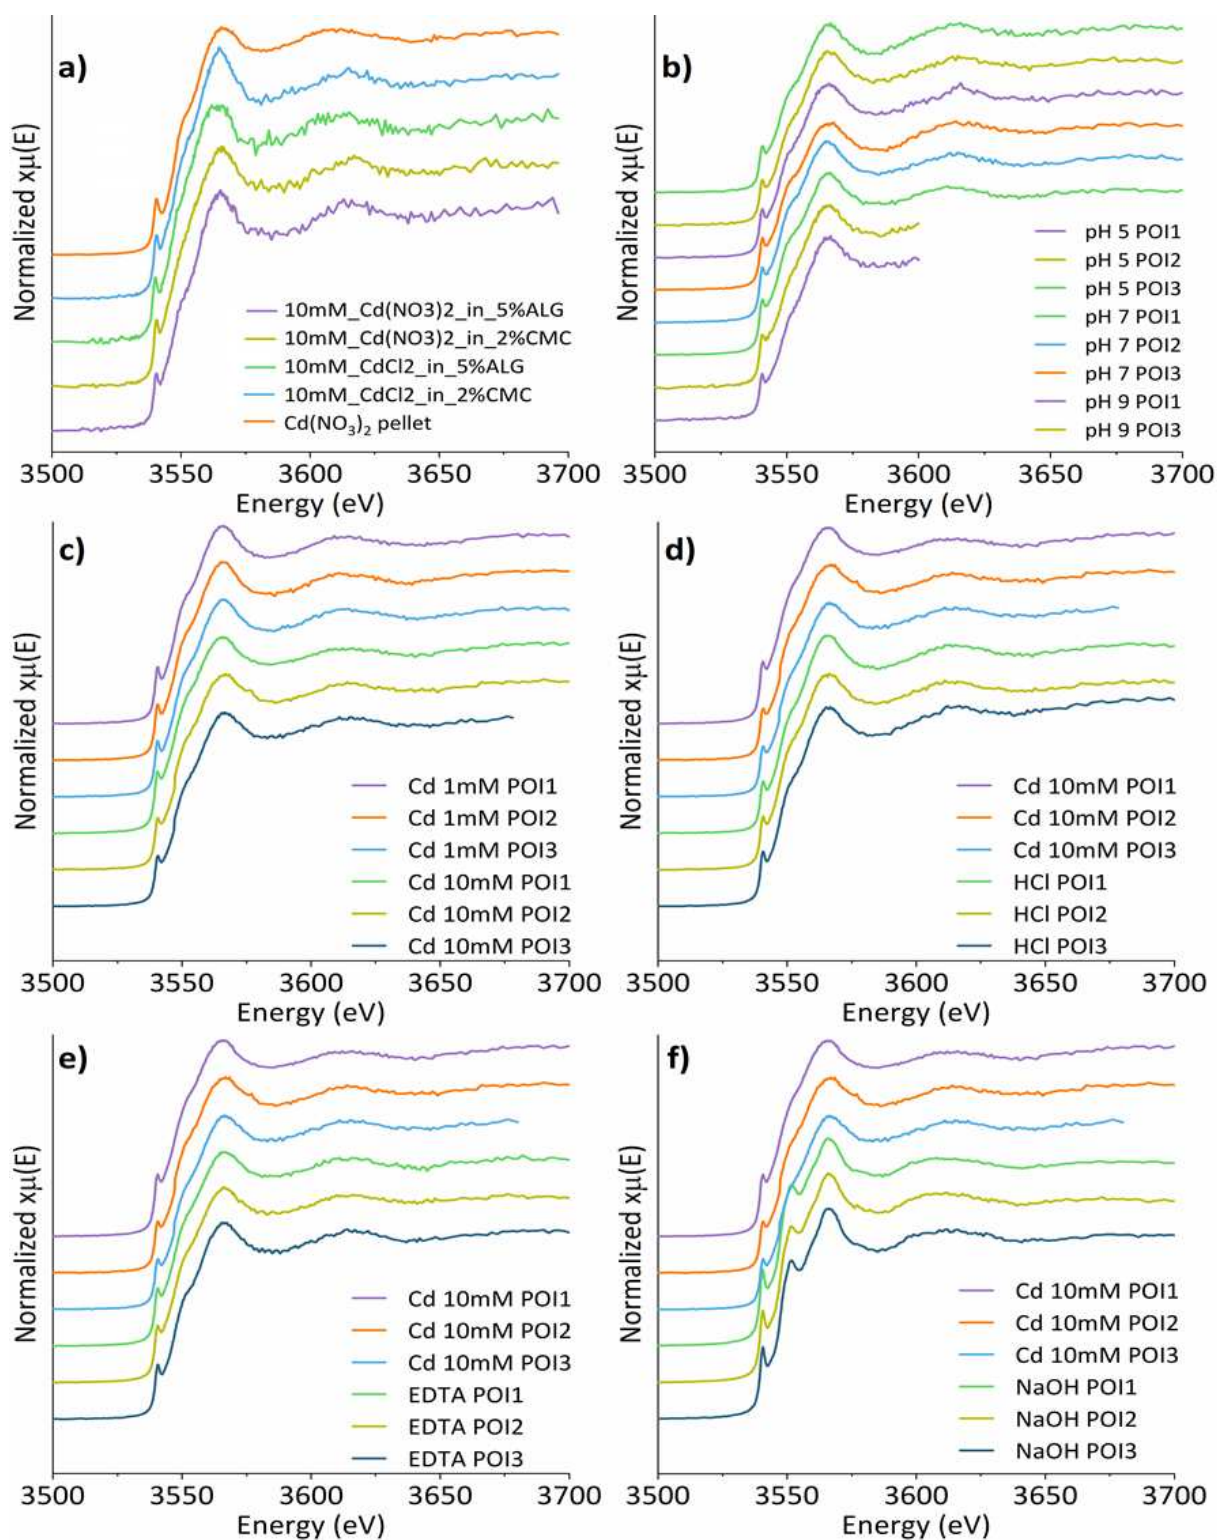 a)
Normalized xμ(E)
10mM_Cd(NO3)2_in_5%ALG
10mM_Cd(NO3)2_in_2%CMC
10mM_CdCl2_in_5%ALG
10mM_CdCl2_in_2%CMC
Cd(NO₃)₂ pellet
3500 3550 3600 3650 3700
Energy (eV)
b)
Normalized xμ(E)
pH 5 POI1
pH 5 POI2
pH 5 POI3
pH 7 POI1
pH 7 POI2
pH 7 POI3
pH 9 POI1
pH 9 POI3
3500 3550 3600 3650 3700
Energy (eV)
c)
Normalized xμ(E)
Cd 1mM POI1
Cd 1mM POI2
Cd 1mM POI3
Cd 10mM POI1
Cd 10mM POI2
Cd 10mM POI3
3500 3550 3600 3650 3700
Energy (eV)
d)
Normalized xμ(E)
Cd 10mM POI1
Cd 10mM POI2
Cd 10mM POI3
HCl POI1
HCl POI2
HCl POI3
3500 3550 3600 3650 3700
Energy (eV)
e)
Normalized xμ(E)
Cd 10mM POI1
Cd 10mM POI2
Cd 10mM POI3
EDTA POI1
EDTA POI2
EDTA POI3
3500 3550 3600 3650 3700
Energy (eV)
f)
Normalized xμ(E)
Cd 10mM POI1
Cd 10mM POI2
Cd 10mM POI3
NaOH POI1
NaOH POI2
NaOH POI3
3500 3550 3600 3650 3700
Energy (eV)